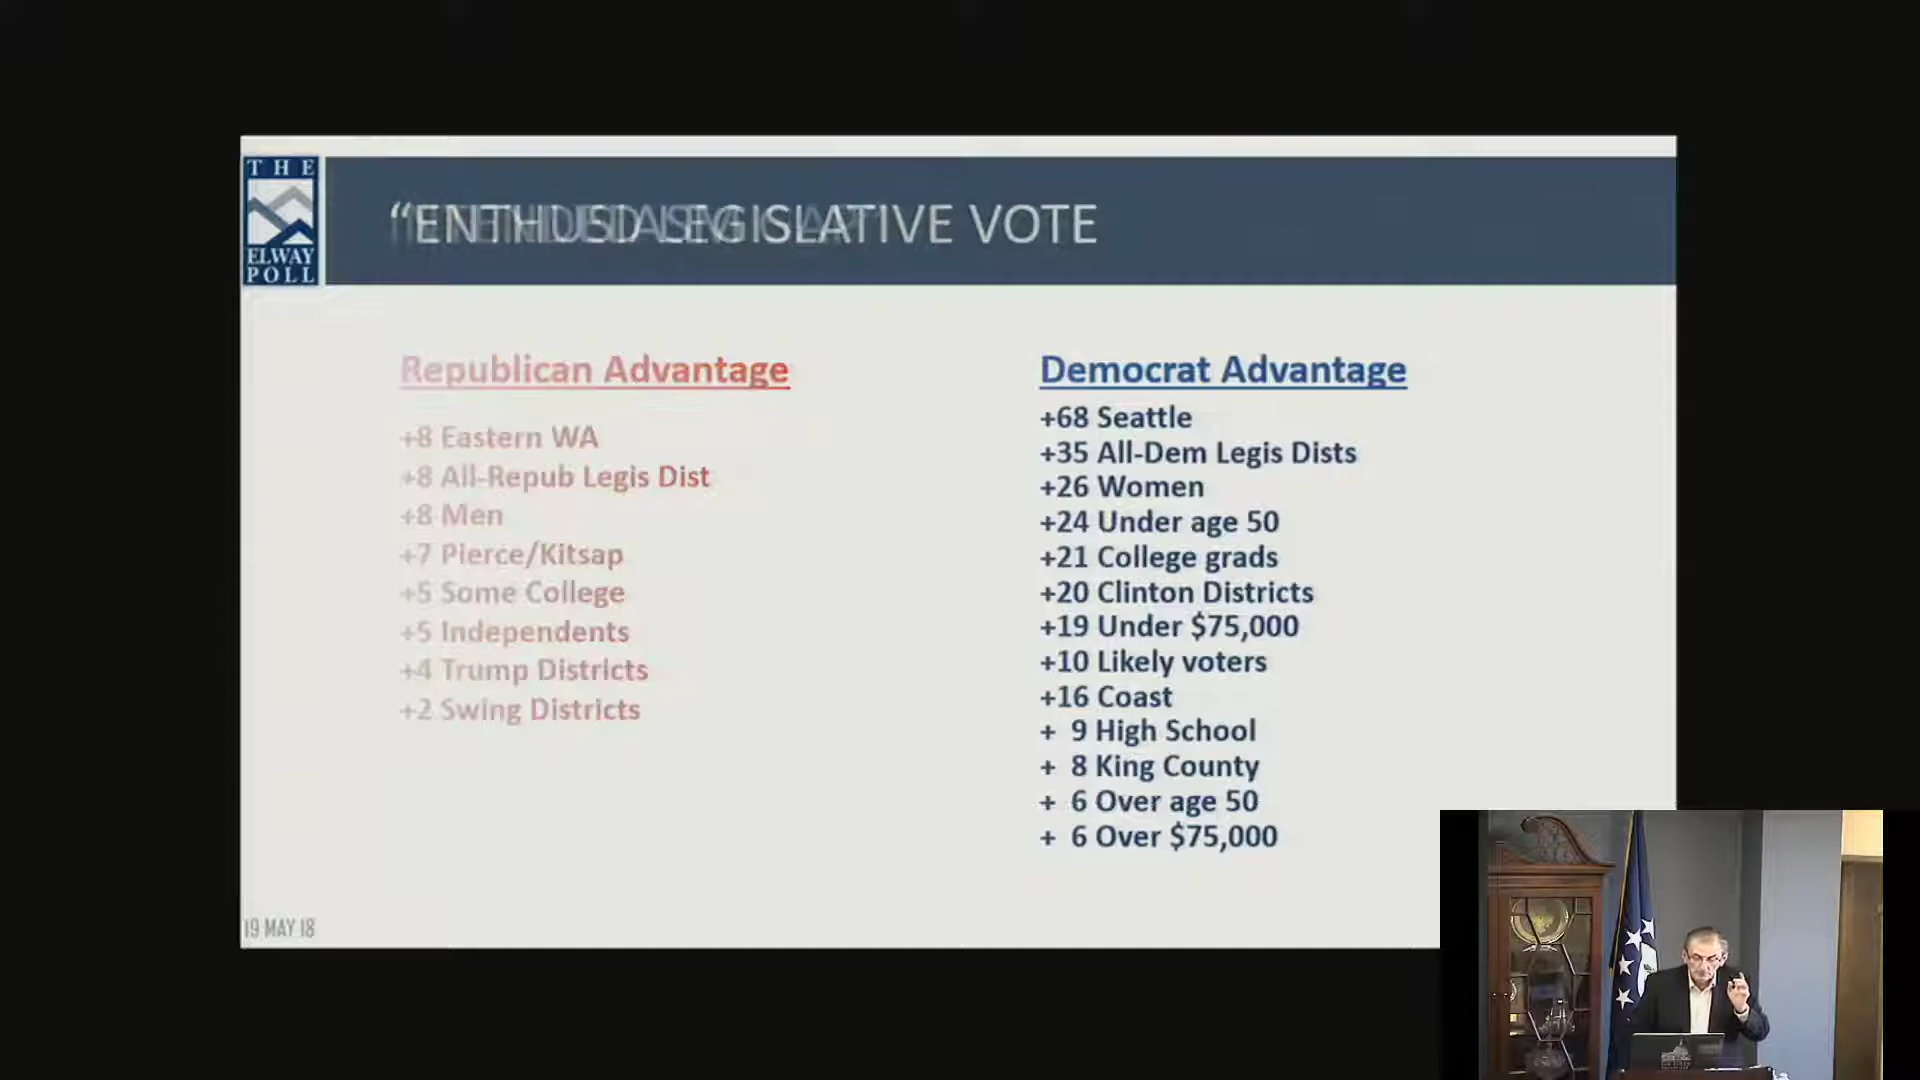 THE
ELWAY
POLL
LEGISLATIVE VOTE
Republican Advantage
+8 Eastern WA
+8 All-Repub Legis Dist
+8 Men
+7 Pierce/Kitsap
+5 Some College
+5 Independents
+4 Trump Districts
+2 Swing Districts
Democrat Advantage
+68 Seattle
+35 All-Dem Legis Dists
+26 Women
+24 Under age 50
+21 College grads
+20 Clinton Districts
+19 Under $75,000
+10 Likely voters
+16 Coast
+ 9 High School
+ 8 King County
+ 6 Over age 50
+ 6 Over $75,000
19 MAY 18